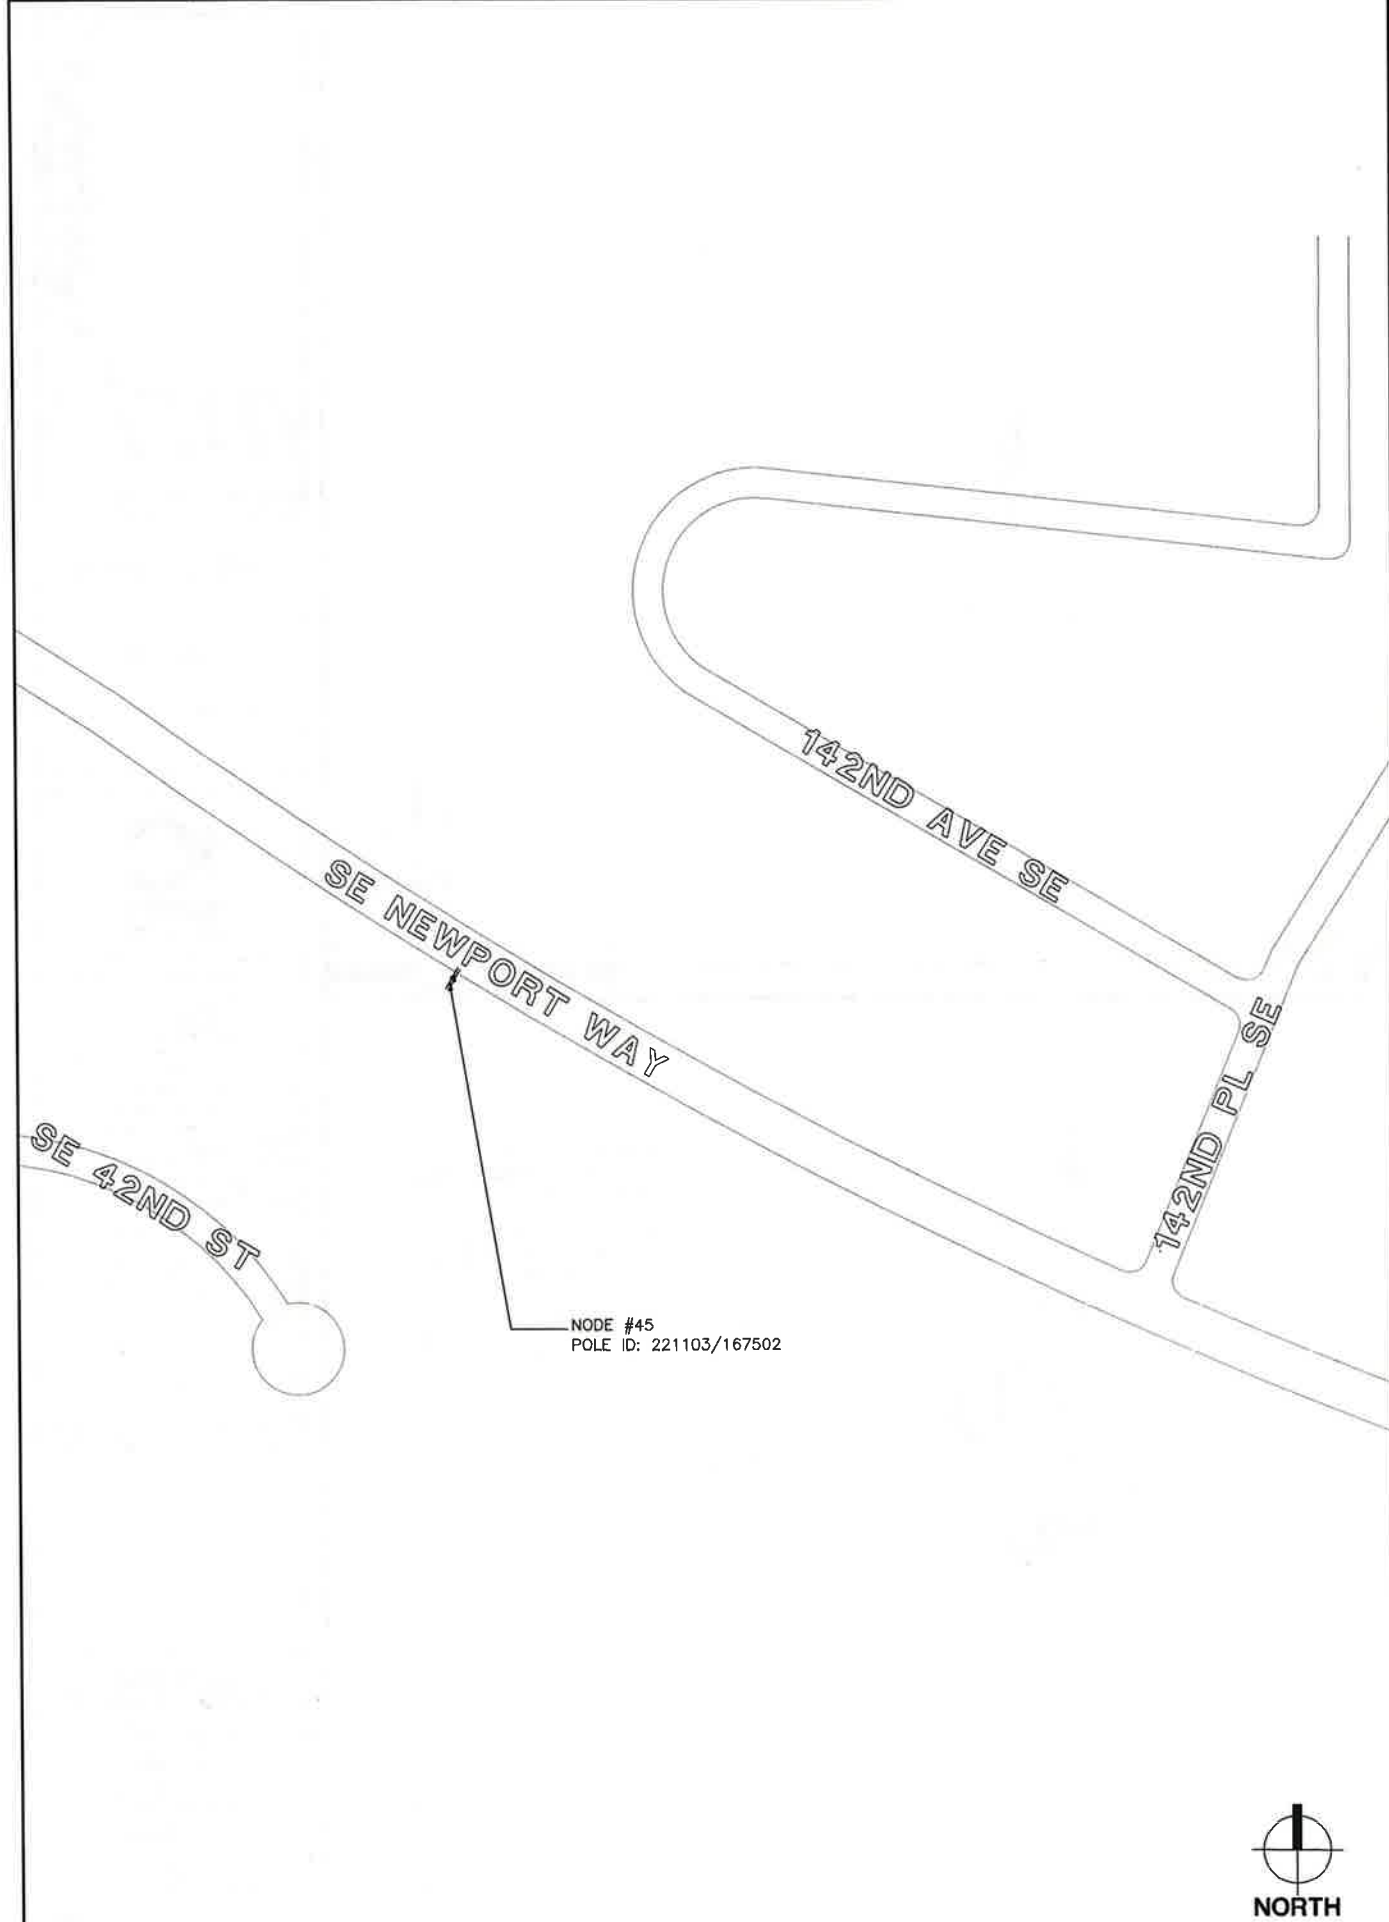 142ND AVE SE
SE NEWPORT WAY
142ND PL SE
SE 42ND ST
NODE #45
POLE ID: 221103/167502
NORTH